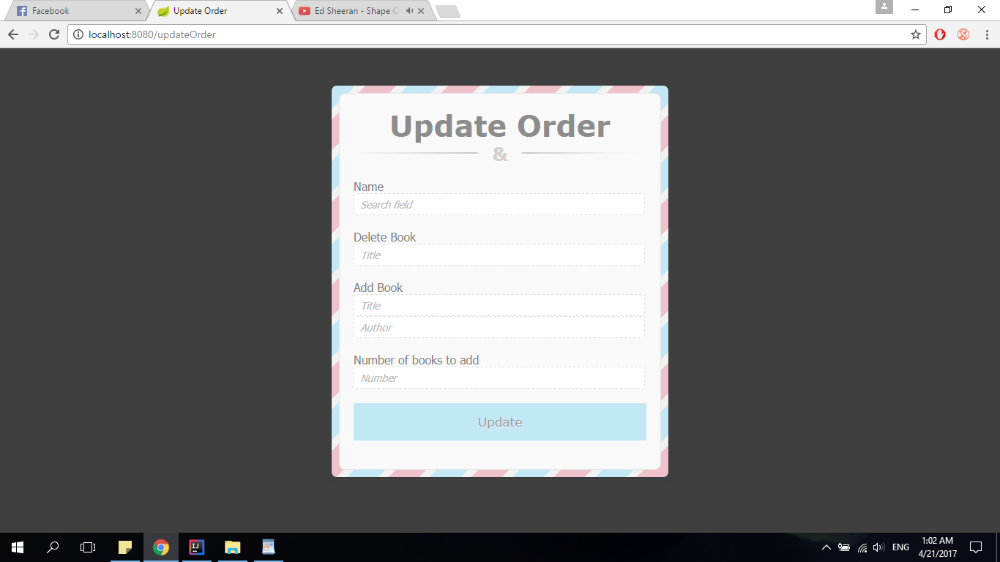 Facebook
Update Order
Ed Sheeran - Shape O
localhost:8080/updateOrder
Update Order
&
Name
Search field
Delete Book
Title
Add Book
Title
Author
Number of books to add
Number
Update
ENG
1:02 AM
4/21/2017